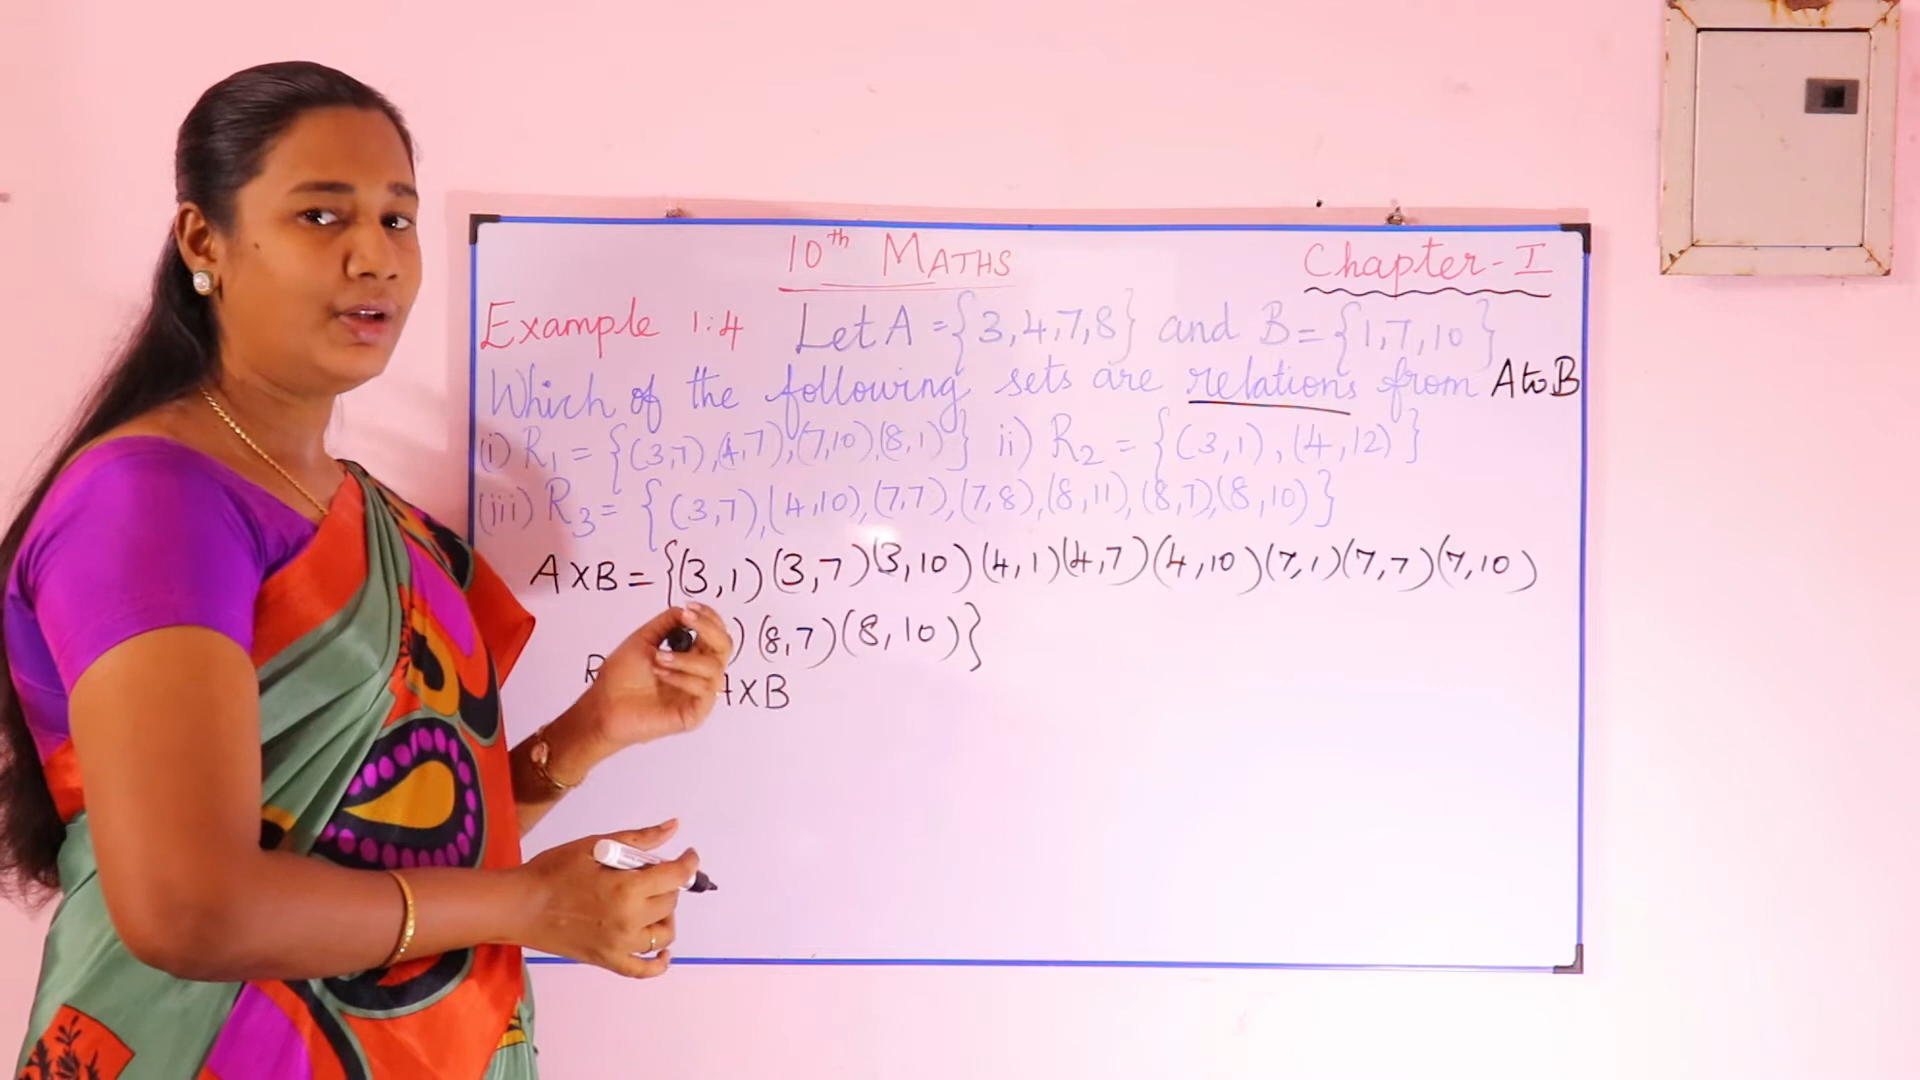 10th MATHS
Chapter-I
Example 1:4 Let A = {3,4,7,8} and B = {1,7,10}
Which of the following sets are relations from A to B
(i) R1 = {(3,7),(4,7),(7,10)(8,1)} ii) R2 = {(3,1),(4,12)}
(iii) R3 = {(3,7),(4,10),(7,7),(7,8),(8,11),(8,7),(8,10)}
A×B = {(3,1)(3,7)(3,10)(4,1)(4,7)(4,10)(7,1)(7,7)(7,10)
)(8,7)(8,10)}
R A×B